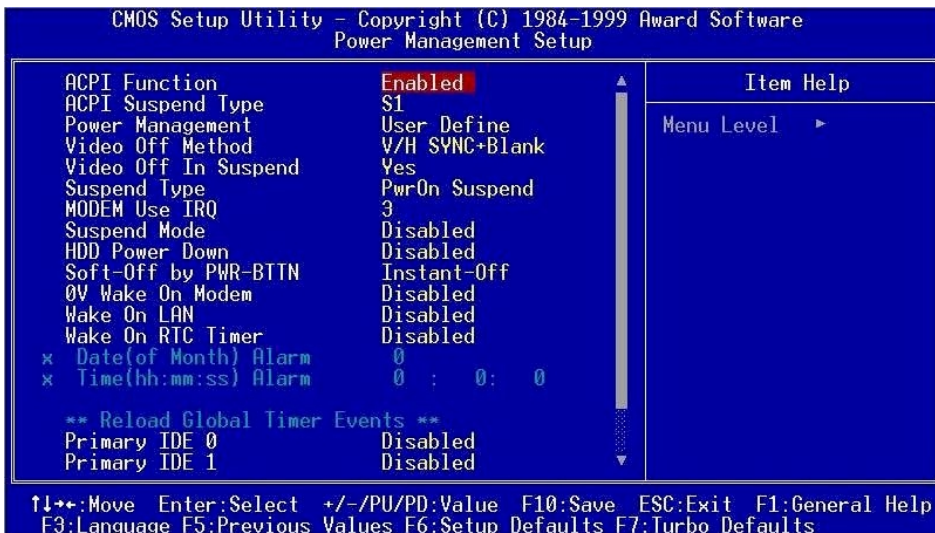 CMOS Setup Utility - Copyright (C) 1984-1999 Award Software
Power Management Setup
ACPI Function Enabled
ACPI Suspend Type S1
Power Management User Define
Video Off Method V/H SYNC+Blank
Video Off In Suspend Yes
Suspend Type PwrOn Suspend
MODEM Use IRQ 3
Suspend Mode Disabled
HDD Power Down Disabled
Soft-Off by PWR-BTTN Instant-Off
0V Wake On Modem Disabled
Wake On LAN Disabled
Wake On RTC Timer Disabled
x Date(of Month) Alarm 0
x Time(hh:mm:ss) Alarm 0 : 0: 0
** Reload Global Timer Events **
Primary IDE 0 Disabled
Primary IDE 1 Disabled
Item Help
Menu Level ►
↑↓→←:Move Enter:Select +/-/PU/PD:Value F10:Save ESC:Exit F1:General Help
F3:Language F5:Previous Values F6:Setup Defaults F7:Turbo Defaults